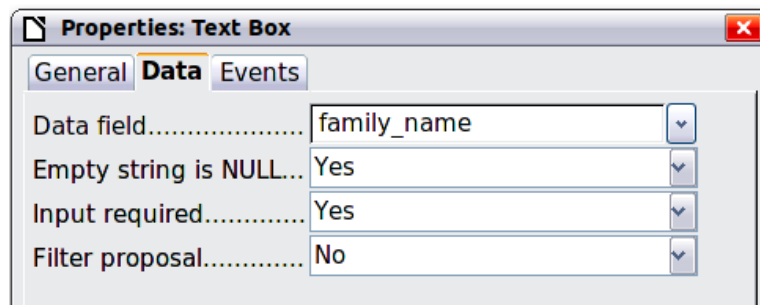 Properties: Text Box
General Data Events
Data field.................... family_name
Empty string is NULL... Yes
Input required............. Yes
Filter proposal............. No